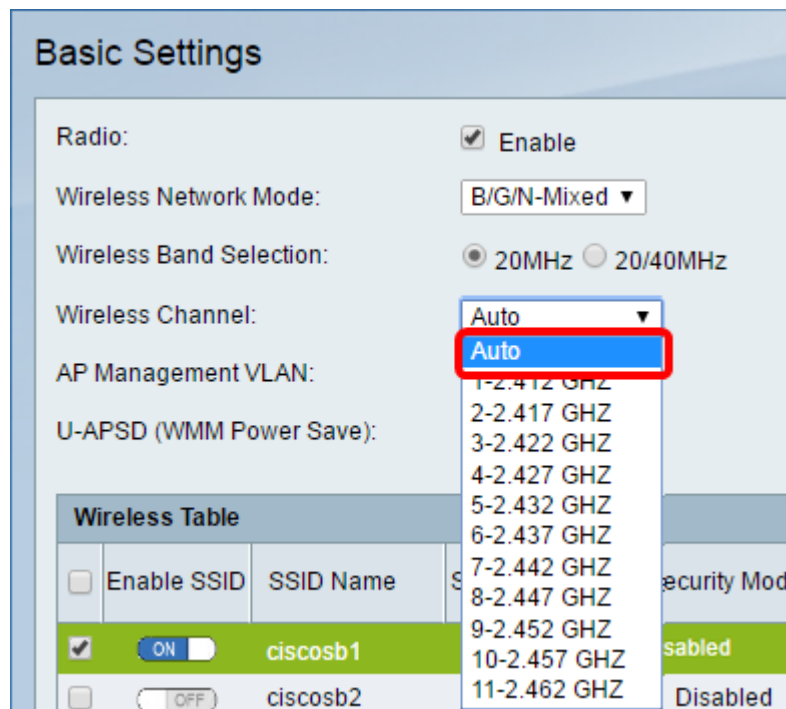 Basic Settings
Radio: Enable
Wireless Network Mode: B/G/N-Mixed
Wireless Band Selection: 20MHz 20/40MHz
Wireless Channel: Auto
Auto
1-2.412 GHZ
AP Management VLAN:
2-2.417 GHZ
3-2.422 GHZ
U-APSD (WMM Power Save):
4-2.427 GHZ
5-2.432 GHZ
6-2.437 GHZ
7-2.442 GHZ
8-2.447 GHZ
9-2.452 GHZ
10-2.457 GHZ
11-2.462 GHZ
Wireless Table
Enable SSID SSID Name S ecurity Mod
ON ciscosb1 sabled
OFF ciscosb2 Disabled